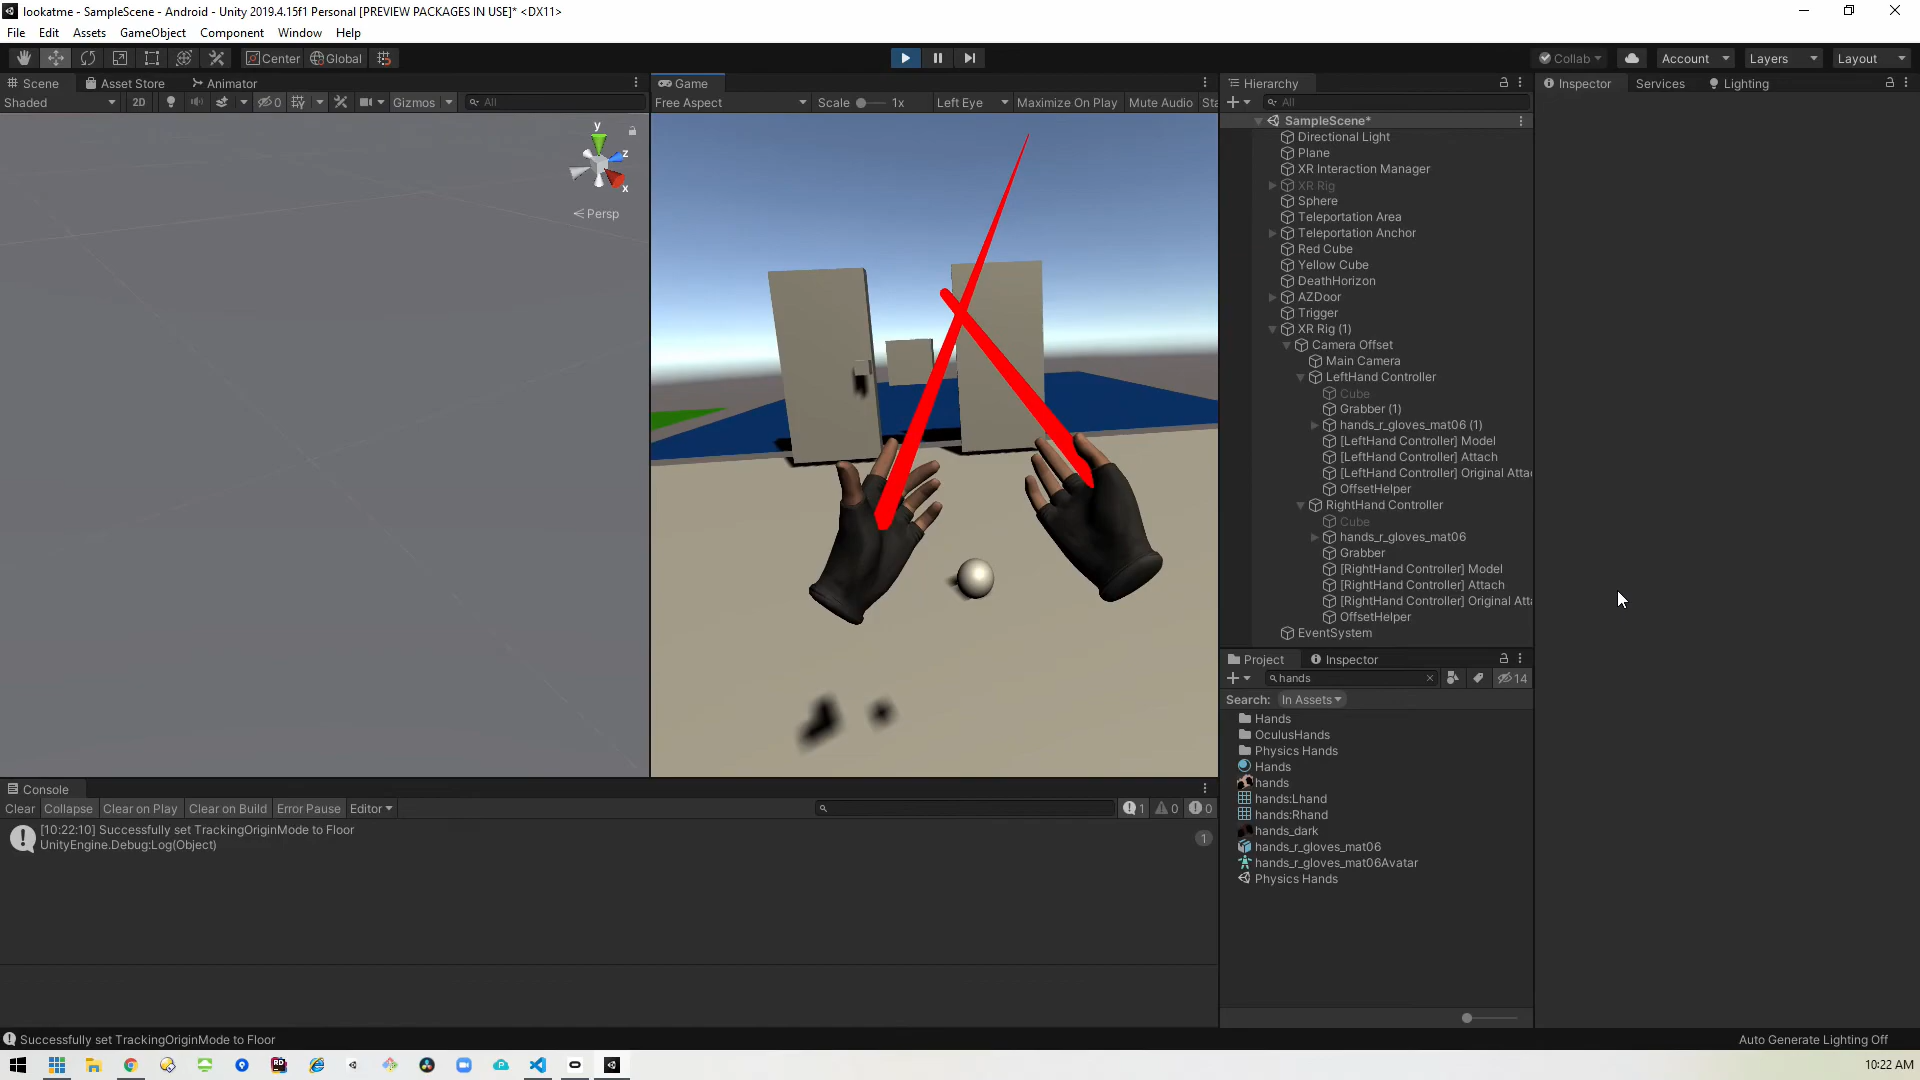 lookatme - SampleScene - Android - Unity 2019.4.15f1 Personal [PREVIEW PACKAGES IN USE]* <DX11>
File Edit Assets GameObject Component Window Help
Center Global Collab Account Layers Layout
Scene Asset Store Animator
Shaded 2D 0 Gizmos All
y
z
x
Persp
Game
Free Aspect Scale 1x Left Eye Maximize On Play Mute Audio Sta
Hierarchy
All
SampleScene*
Directional Light
Plane
XR Interaction Manager
XR Rig
Sphere
Teleportation Area
Teleportation Anchor
Red Cube
Yellow Cube
DeathHorizon
AZDoor
Trigger
XR Rig (1)
Camera Offset
Main Camera
LeftHand Controller
Cube
Grabber (1)
hands_r_gloves_mat06 (1)
[LeftHand Controller] Model
[LeftHand Controller] Attach
[LeftHand Controller] Original Attac
OffsetHelper
RightHand Controller
Cube
hands_r_gloves_mat06
Grabber
[RightHand Controller] Model
[RightHand Controller] Attach
[RightHand Controller] Original Atta
OffsetHelper
EventSystem
Inspector Services Lighting
Project Inspector
hands 14
Search: In Assets
Hands
OculusHands
Physics Hands
Hands
hands
hands:Lhand
hands:Rhand
hands_dark
hands_r_gloves_mat06
hands_r_gloves_mat06Avatar
Physics Hands
Console
Clear Collapse Clear on Play Clear on Build Error Pause Editor 1 0 0
[10:22:10] Successfully set TrackingOriginMode to Floor
UnityEngine.Debug:Log(Object)
1
Successfully set TrackingOriginMode to Floor
Auto Generate Lighting Off
10:22 AM